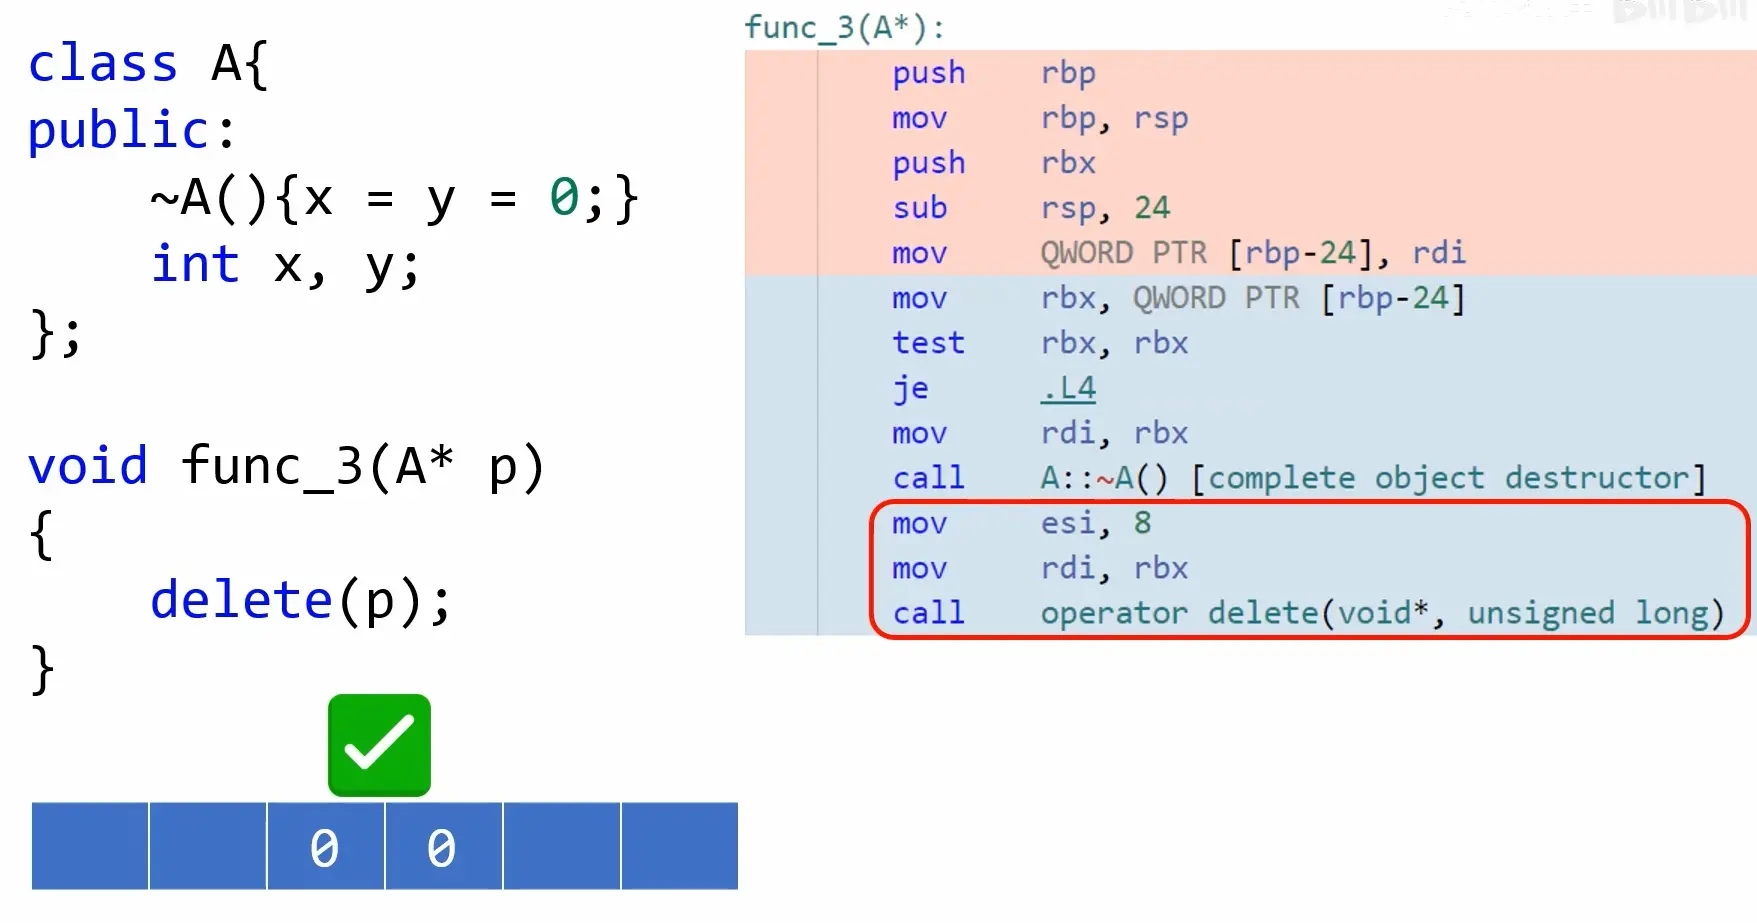 class A{
public:
    ~A(){x = y = 0;}
    int x, y;
};
void func_3(A* p)
{
    delete(p);
}
0 0
func_3(A*):
push rbp
mov rbp, rsp
push rbx
sub rsp, 24
mov QWORD PTR [rbp-24], rdi
mov rbx, QWORD PTR [rbp-24]
test rbx, rbx
je .L4
mov rdi, rbx
call A::~A() [complete object destructor]
mov esi, 8
mov rdi, rbx
call operator delete(void*, unsigned long)